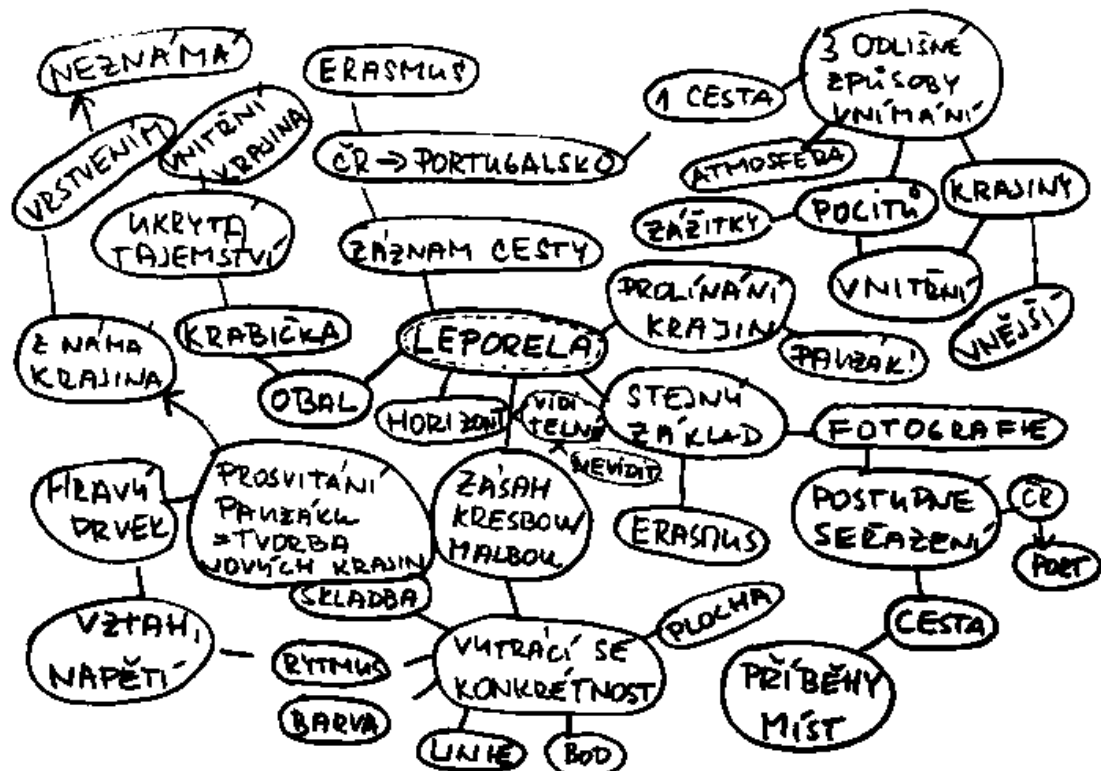 NEZNÁMÁ
ERASMUS
3 ODLIŠNÉ
ZPŮSOBY
VNÍMÁNÍ
1 CESTA
VRSTVENÍM
VNITŘNÍ
KRAJINA
ČR → PORTUGALSKO
ATMOSFÉRA
ZÁŽITKY
POCITŮ
KRAJINY
UKRYTÁ
TAJEMSTVÍ
ZÁZNAM CESTY
VNITŘNÍ
VNĚJŠÍ
PROLÍNÁNÍ
KRAJIN
PAUZÁK!
ZNÁMÁ
KRAJINA
KRABIČKA
LEPORELA
OBAL
HORIZONT
VIDI
TELNÉ
NEVIDIT.
STEJNÝ
ZÁKLAD
FOTOGRAFIE
HRAVÝ
PRVEK
PROSVITÁNÍ
PAUZÁKU
=TVORBA
NOVÝCH KRAJIN
ZÁSAH
KRESBOU
MALBOU
ERASMUS
POSTUPNÉ
SEŘAZENÍ
ČR
PORT
SKLADBA
PLOCHA
CESTA
VZTAHY,
NAPĚTÍ
RYTMUS
VYTRÁCÍ SE
KONKRÉTNOST
PŘÍBĚHY
MÍST
BARVA
LINIE
BOD